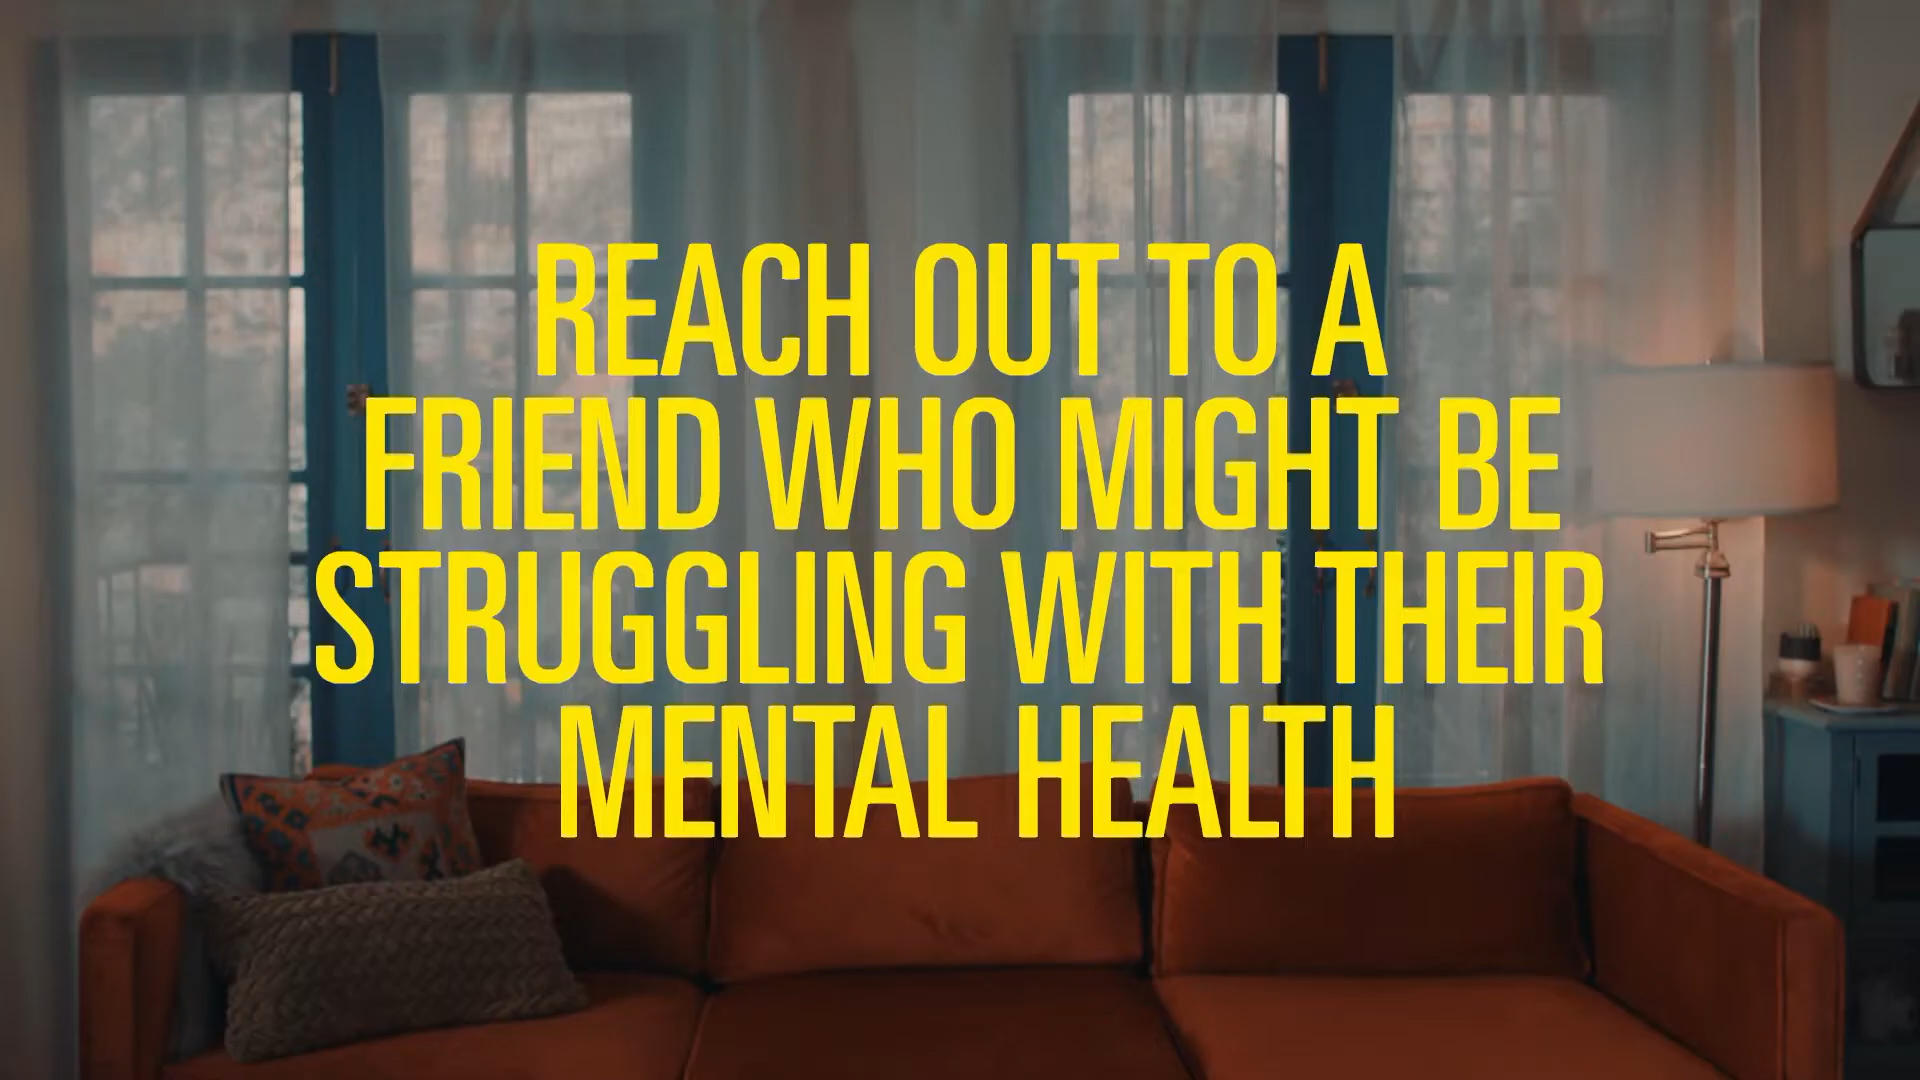 REACH OUT TO A
FRIEND WHO MIGHT BE
STRUGGLING WITH THEIR
MENTAL HEALTH